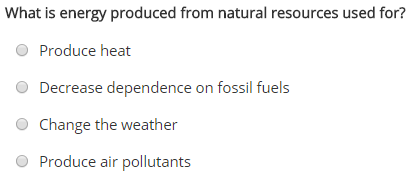 What is energy produced from natural resources used for?
Produce heat
Decrease dependence on fossil fuels
Change the weather
Produce air pollutants